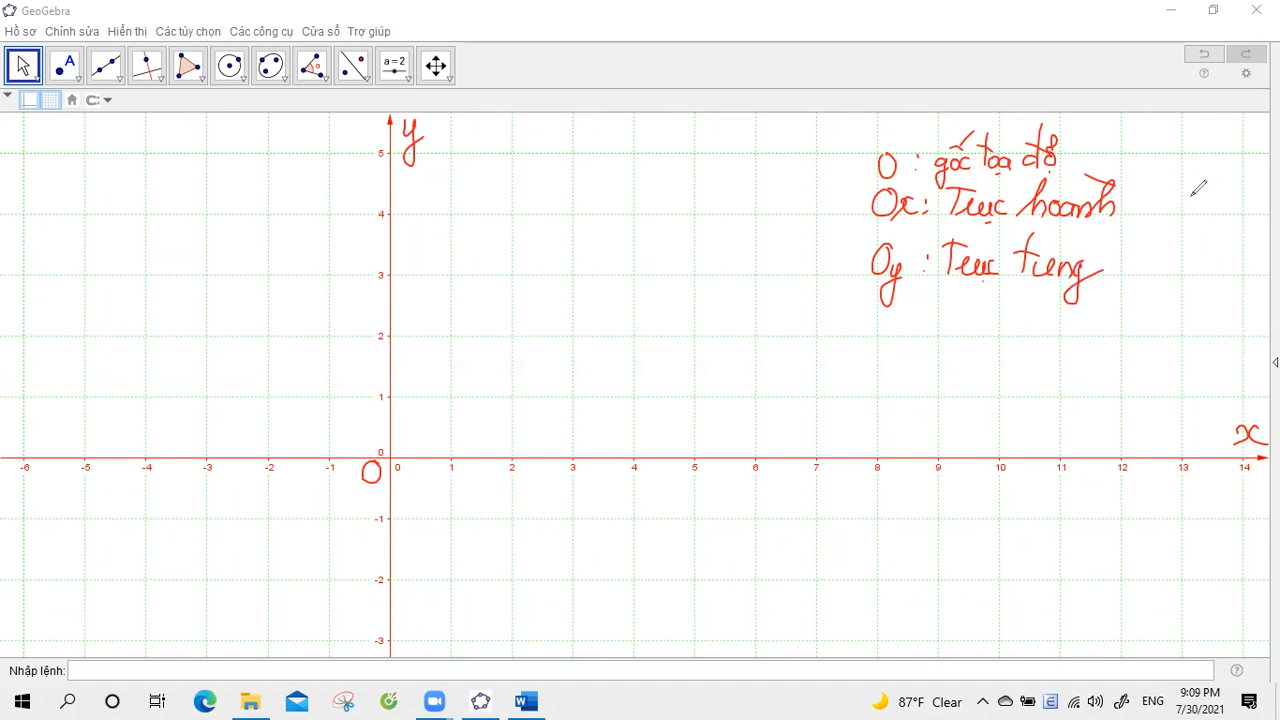 GeoGebra
Hồ sơ Chỉnh sửa Hiển thị Các tùy chọn Các công cụ Cửa sổ Trợ giúp
A α a = 2
y
O : gốc tọa độ
Ox: Trục hoành
Oy : Trục tung
5
4
3
2
1
0
x
-6 -5 -4 -3 -2 -1 O 0 1 2 3 4 5 6 7 8 9 10 11 12 13 14
-1
-2
-3
Nhập lệnh:
87°F Clear ENG 9:09 PM
7/30/2021